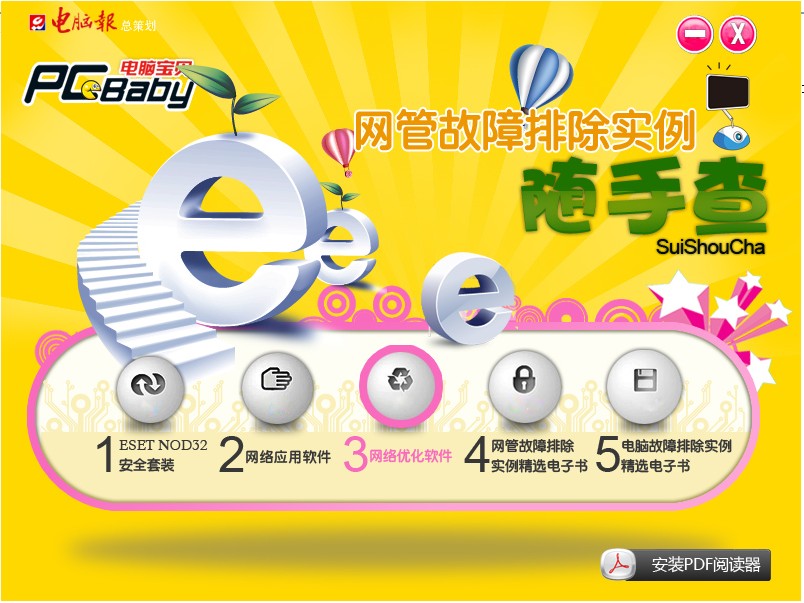 电脑報 总策划
电脑宝贝
PCBaby
网管故障排除实例
随手查
SuiShouCha
1 ESET NOD32
安全套装
2 网络应用软件
3 网络优化软件
4 网管故障排除
实例精选电子书
5 电脑故障排除实例
精选电子书
安装PDF阅读器